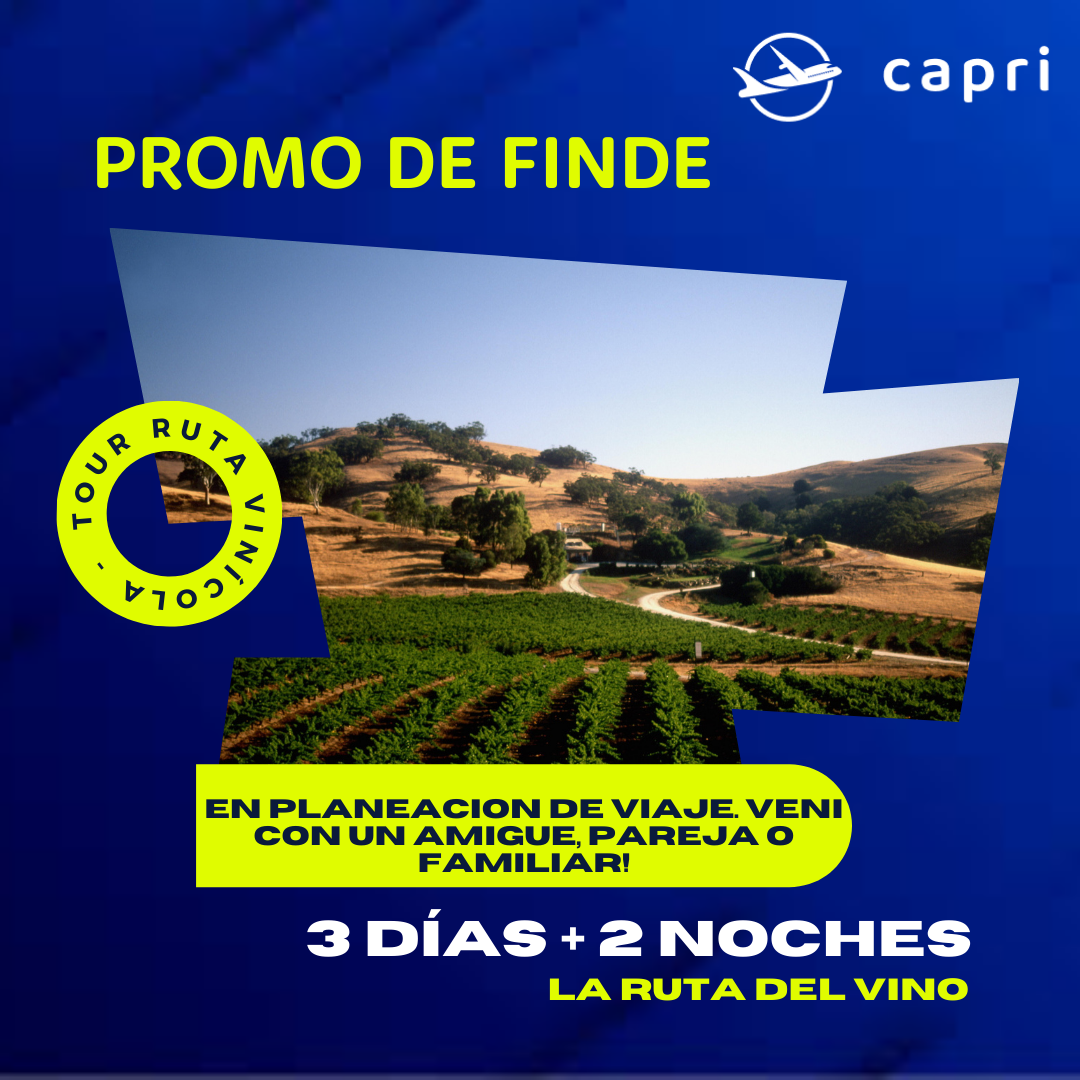 capri
PROMO DE FINDE
TOUR RUTA VINÍCOLA -
EN PLANEACION DE VIAJE. VENI
CON UN AMIGUE, PAREJA O
FAMILIAR!
3 DÍAS + 2 NOCHES
LA RUTA DEL VINO